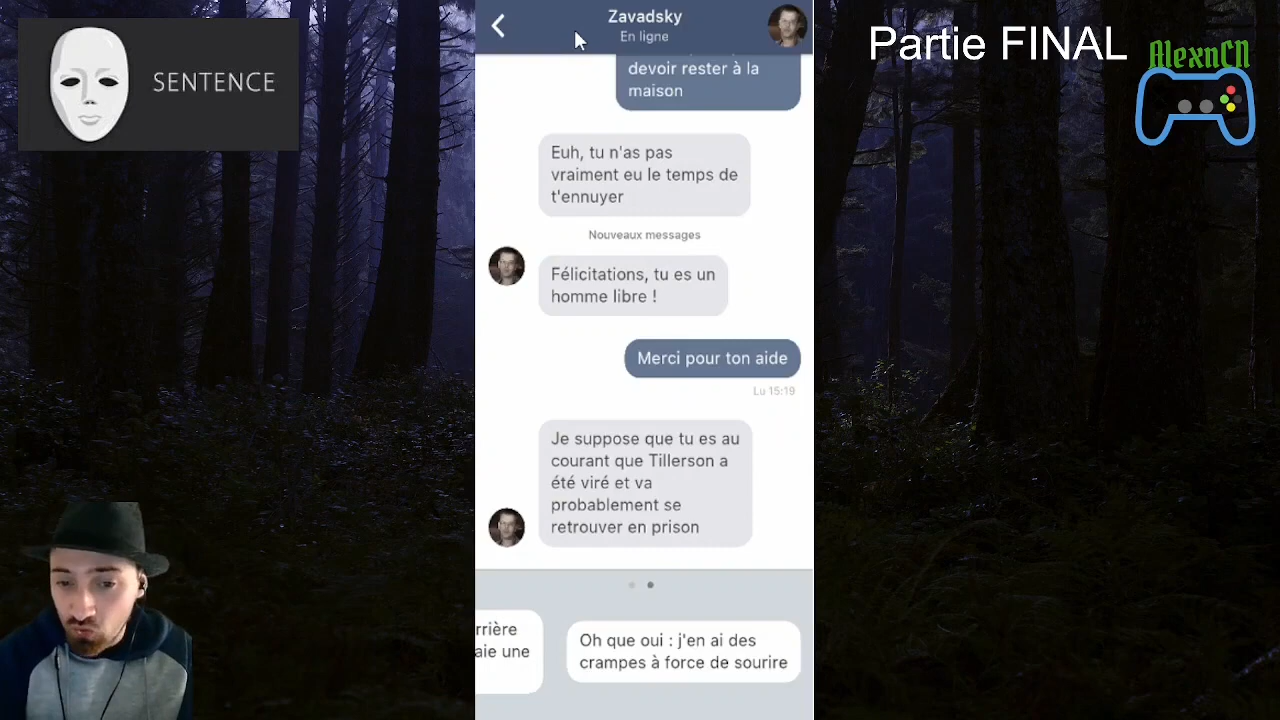 SENTENCE
Zavadsky
En ligne
Partie FINAL
AlexnCN
devoir rester à la
maison
Euh, tu n'as pas
vraiment eu le temps de
t'ennuyer
Nouveaux messages
Félicitations, tu es un
homme libre !
Merci pour ton aide
Lu 15:19
Je suppose que tu es au
courant que Tillerson a
été viré et va
probablement se
retrouver en prison
rrière
aie une
Oh que oui : j'en ai des
crampes à force de sourire